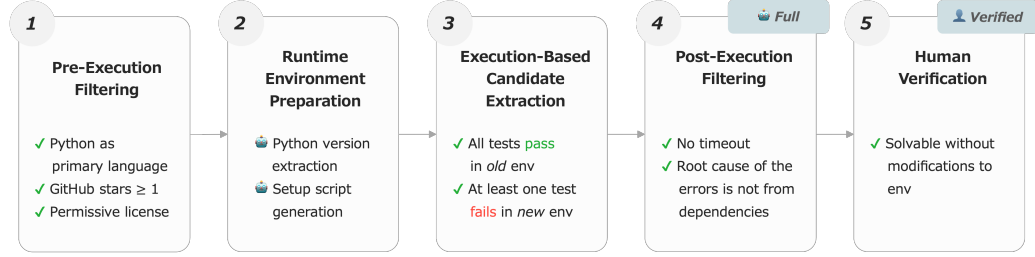 1
Pre-Execution
Filtering
✓ Python as
primary language
✓ GitHub stars ≥ 1
✓ Permissive license
2
Runtime
Environment
Preparation
Python version
extraction
Setup script
generation
3
Execution-Based
Candidate
Extraction
✓ All tests pass
in old env
✓ At least one test
fails in new env
4
Full
Post-Execution
Filtering
✓ No timeout
✓ Root cause of the
errors is not from
dependencies
5
Verified
Human
Verification
✓ Solvable without
modifications to
env